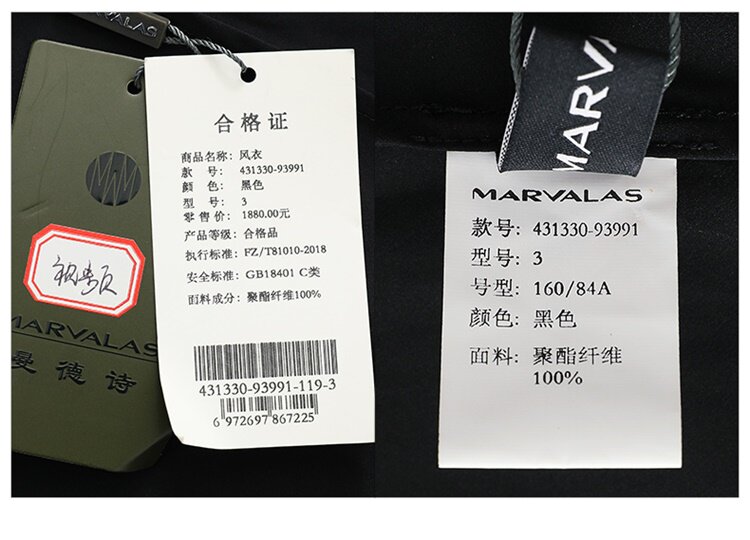 MARVALAS
MARVALAS
曼德诗
合格证
商品名称: 风衣
款 号: 431330-93991
颜 色: 黑色
型 号: 3
零 售 价: 1880.00元
产品等级: 合格品
执行标准: FZ/T81010-2018
安全标准: GB18401 C类
面料成分: 聚酯纤维100%
431330-93991-119-3
6 972697 867225
MARVA
MARV
MARVALAS
款号: 431330-93991
型号: 3
号型: 160/84A
颜色: 黑色
面料: 聚酯纤维
100%